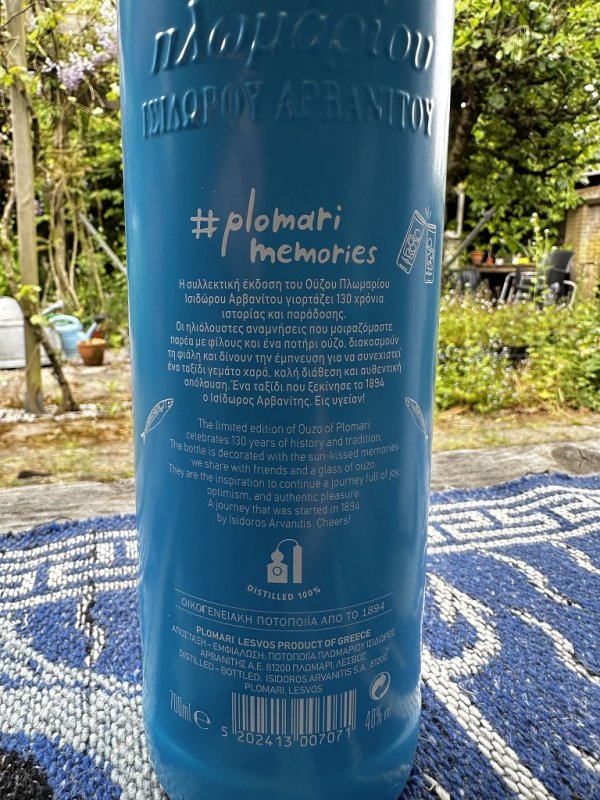 πλωμαρίου
ΙΣΙΔΩΡΟΥ ΑΡΒΑΝΙΤΟΥ
#plomari
memories
Η συλλεκτική έκδοση του Ούζου Πλωμαρίου
Ισιδώρου Αρβανίτου γιορτάζει 130 χρόνια
ιστορίας και παράδοσης.
Οι ηλιόλουστες αναμνήσεις που μοιραζόμαστε
παρέα με φίλους και ένα ποτήρι ούζο, διακοσμούν
τη φιάλη και δίνουν την έμπνευση για να συνεχιστεί
ένα ταξίδι γεμάτο χαρά, καλή διάθεση και αυθεντική
απόλαυση. Ένα ταξίδι που ξεκίνησε το 1894
ο Ισίδωρος Αρβανίτης. Εις υγείαν!
The limited edition of Ouzo of Plomari
celebrates 130 years of history and tradition.
The bottle is decorated with the sun-kissed memories
we share with friends and a glass of ouzo.
They are the inspiration to continue a journey full of joy,
optimism, and authentic pleasure.
A journey that was started in 1894
by Isidoros Arvanitis. Cheers!
DISTILLED 100%
ΟΙΚΟΓΕΝΕΙΑΚΗ ΠΟΤΟΠΟΙΪΑ ΑΠΟ ΤΟ 1894
PLOMARI LESVOS PRODUCT OF GREECE
ΑΠΟΣΤΑΞΗ - ΕΜΦΙΑΛΩΣΗ: ΠΟΤΟΠΟΙΪΑ ΠΛΩΜΑΡΙΟΥ ΙΣΙΔΩΡΟΣ
ΑΡΒΑΝΙΤΗΣ Α.Ε. 81200 ΠΛΩΜΑΡΙ, ΛΕΣΒΟΣ
DISTILLED - BOTTLED: ISIDOROS ARVANITIS S.A. 81200
PLOMARI, LESVOS
700ml e
40% vol
5 202413 007071